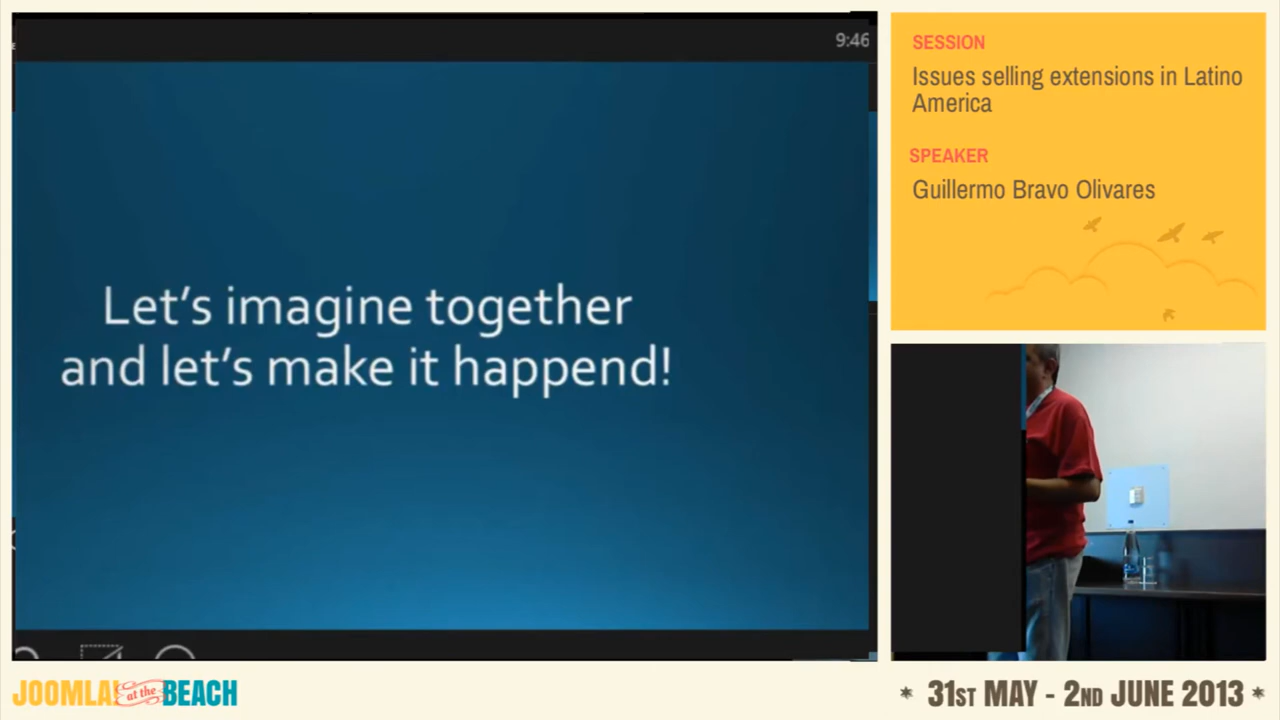 9:46
Let's imagine together
and let's make it happend!
SESSION
Issues selling extensions in Latino
America
SPEAKER
Guillermo Bravo Olivares
JOOMLA! at the BEACH
* 31ST MAY - 2ND JUNE 2013 *